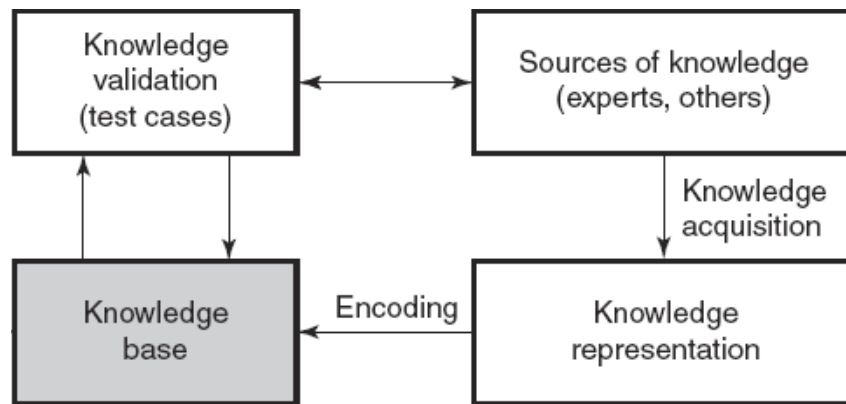 Knowledge
validation
(test cases)
Sources of knowledge
(experts, others)
Knowledge
acquisition
Knowledge
base
Encoding
Knowledge
representation